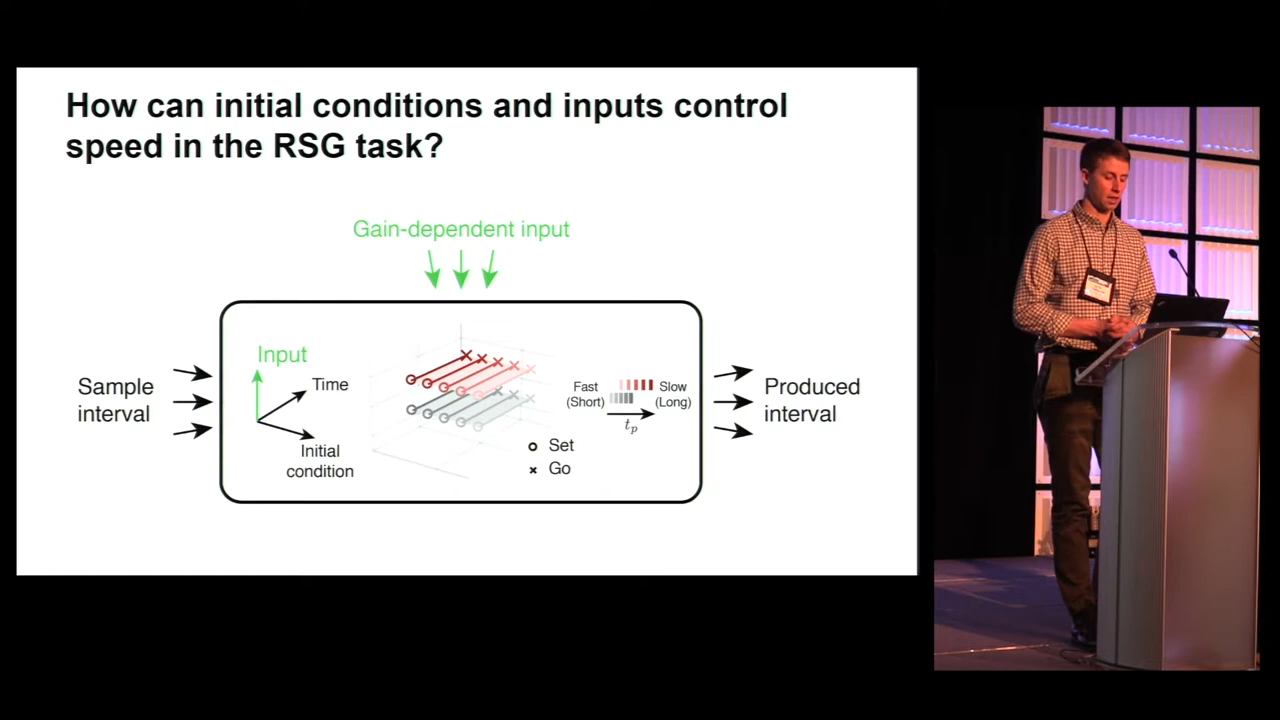 How can initial conditions and inputs control
speed in the RSG task?
Gain-dependent input
Sample
interval
Input
Time
Initial
condition
Fast
(Short)
Slow
(Long)
tp
Set
Go
Produced
interval